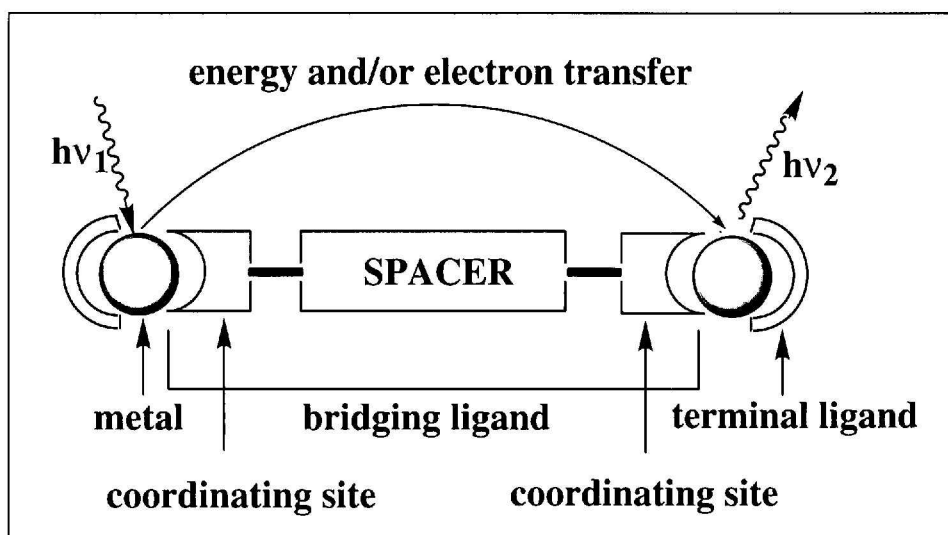 energy and/or electron transfer
hν1
hν2
SPACER
metal
bridging ligand
terminal ligand
coordinating site
coordinating site